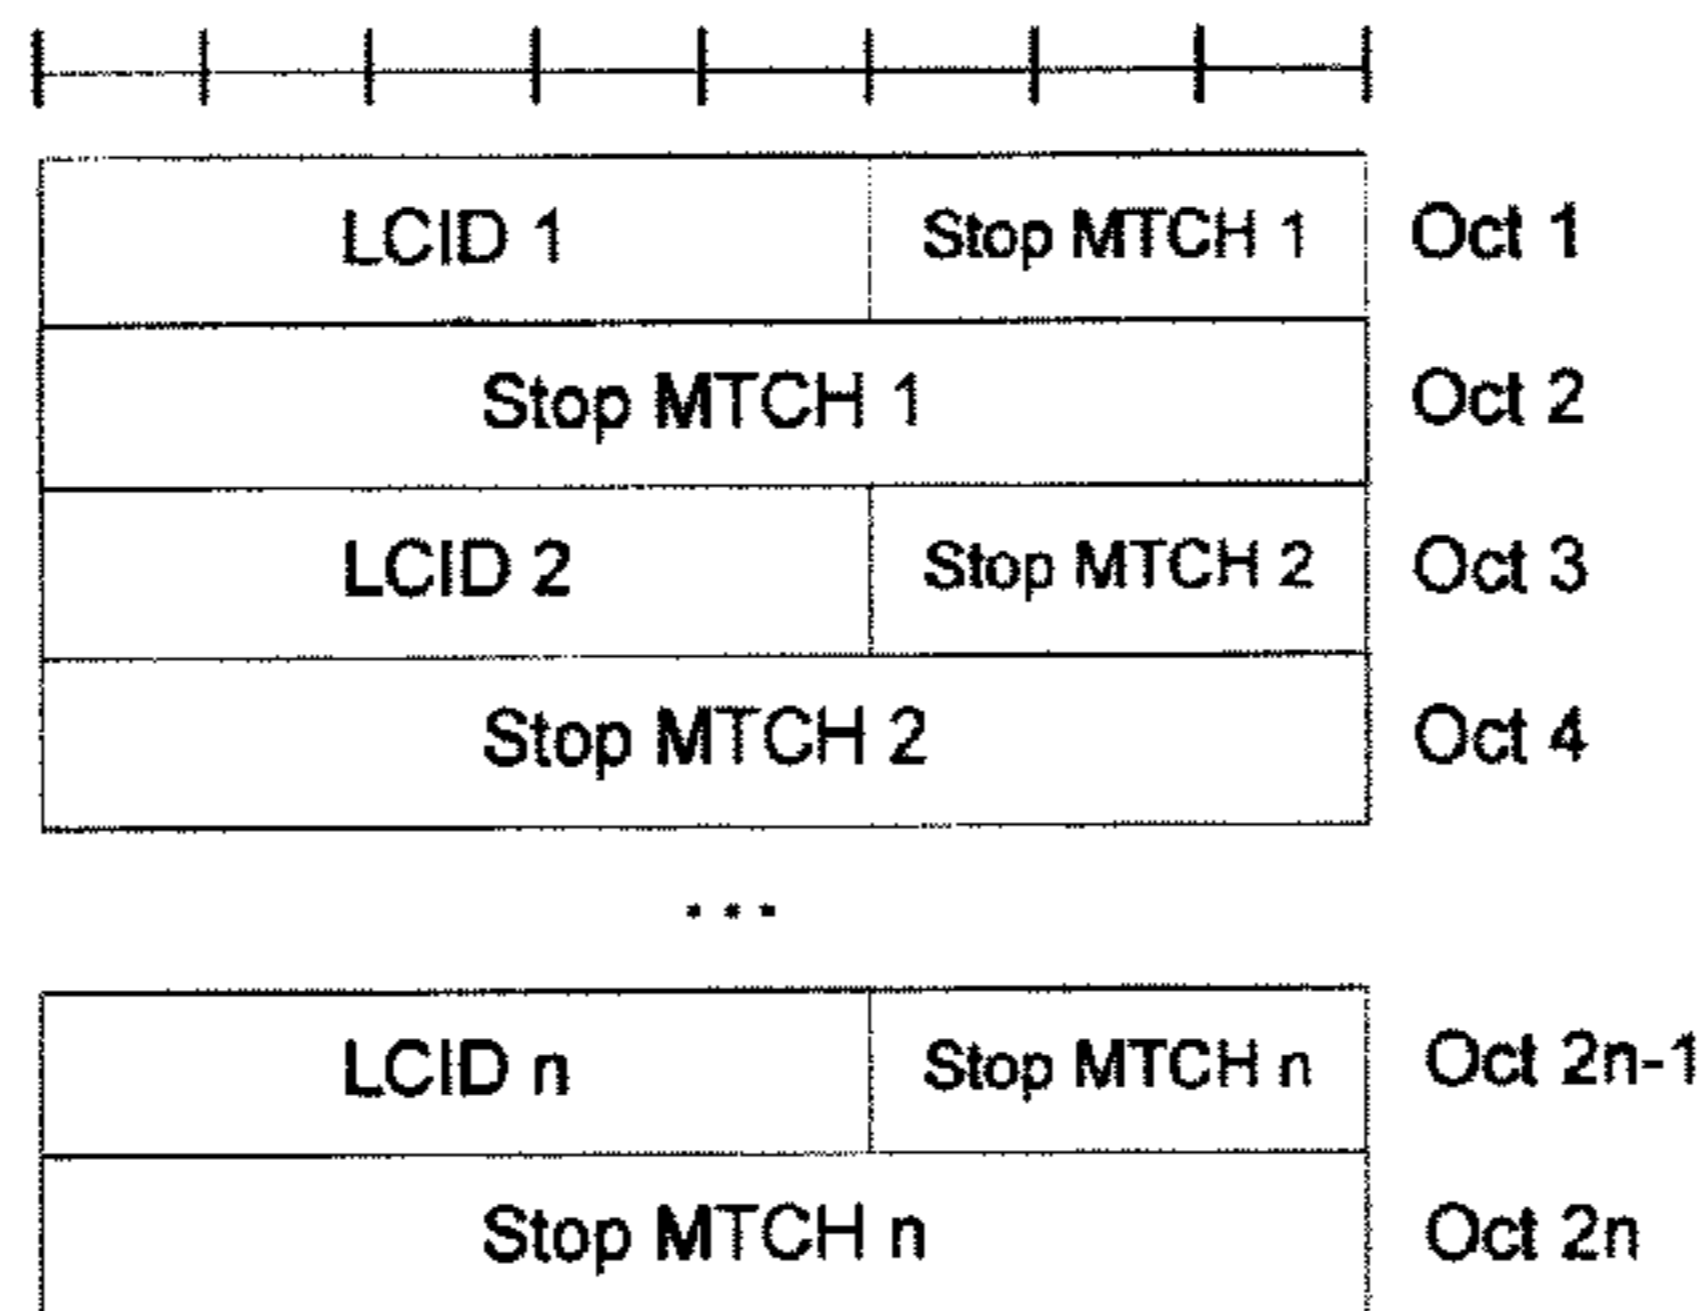 LCID 1 Stop MTCH 1 Oct 1
Stop MTCH 1 Oct 2
LCID 2 Stop MTCH 2 Oct 3
Stop MTCH 2 Oct 4
...
LCID n Stop MTCH n Oct 2n-1
Stop MTCH n Oct 2n